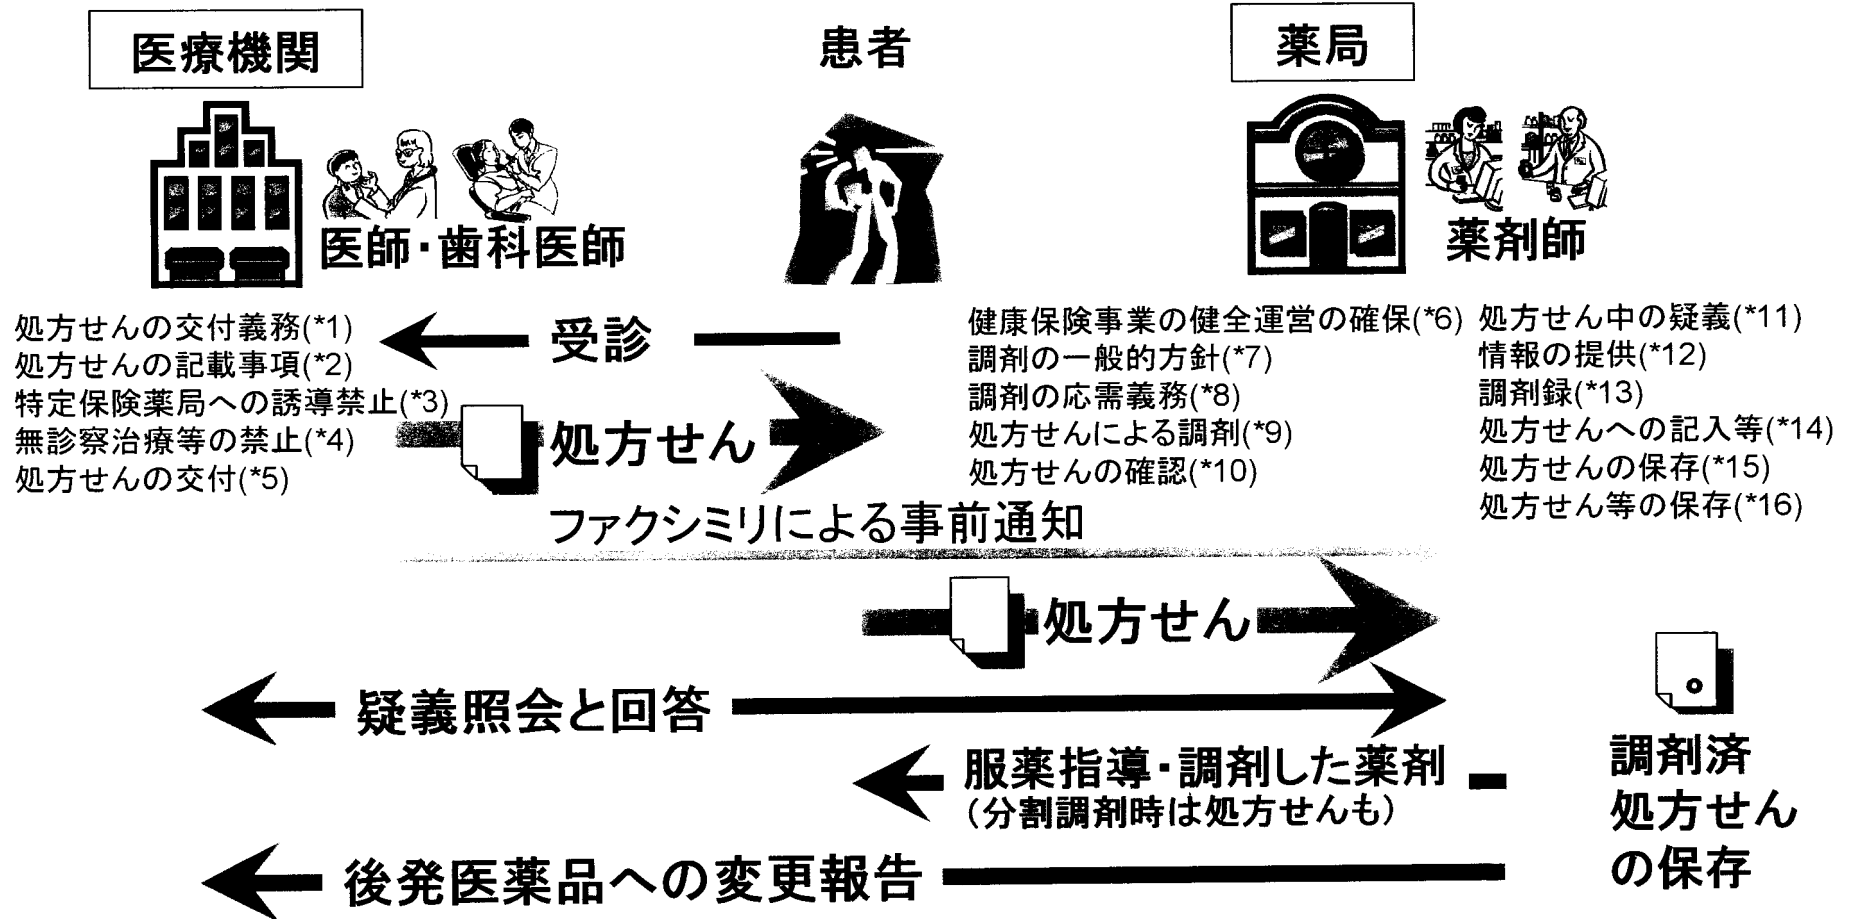 医療機関
患者
薬局
医師・歯科医師
薬剤師
処方せんの交付義務(*1)
処方せんの記載事項(*2)
特定保険薬局への誘導禁止(*3)
無診察治療等の禁止(*4)
処方せんの交付(*5)
受診
処方せん
ファクシミリによる事前通知
健康保険事業の健全運営の確保(*6)
調剤の一般的方針(*7)
調剤の応需義務(*8)
処方せんによる調剤(*9)
処方せんの確認(*10)
処方せん中の疑義(*11)
情報の提供(*12)
調剤録(*13)
処方せんへの記入等(*14)
処方せんの保存(*15)
処方せん等の保存(*16)
処方せん
疑義照会と回答
服薬指導・調剤した薬剤
(分割調剤時は処方せんも)
後発医薬品への変更報告
調剤済
処方せん
の保存